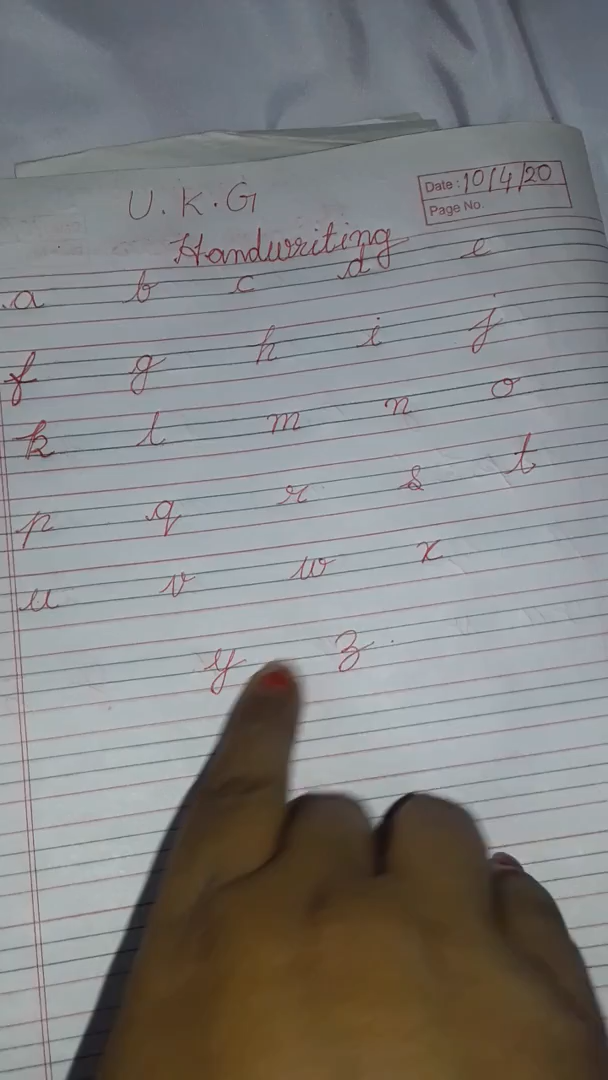 U.K.G
Date: 10/4/20
Page No.
Handwriting
a b c d e
f g h i j
k l m n o
p q r s t
u v w x
y z